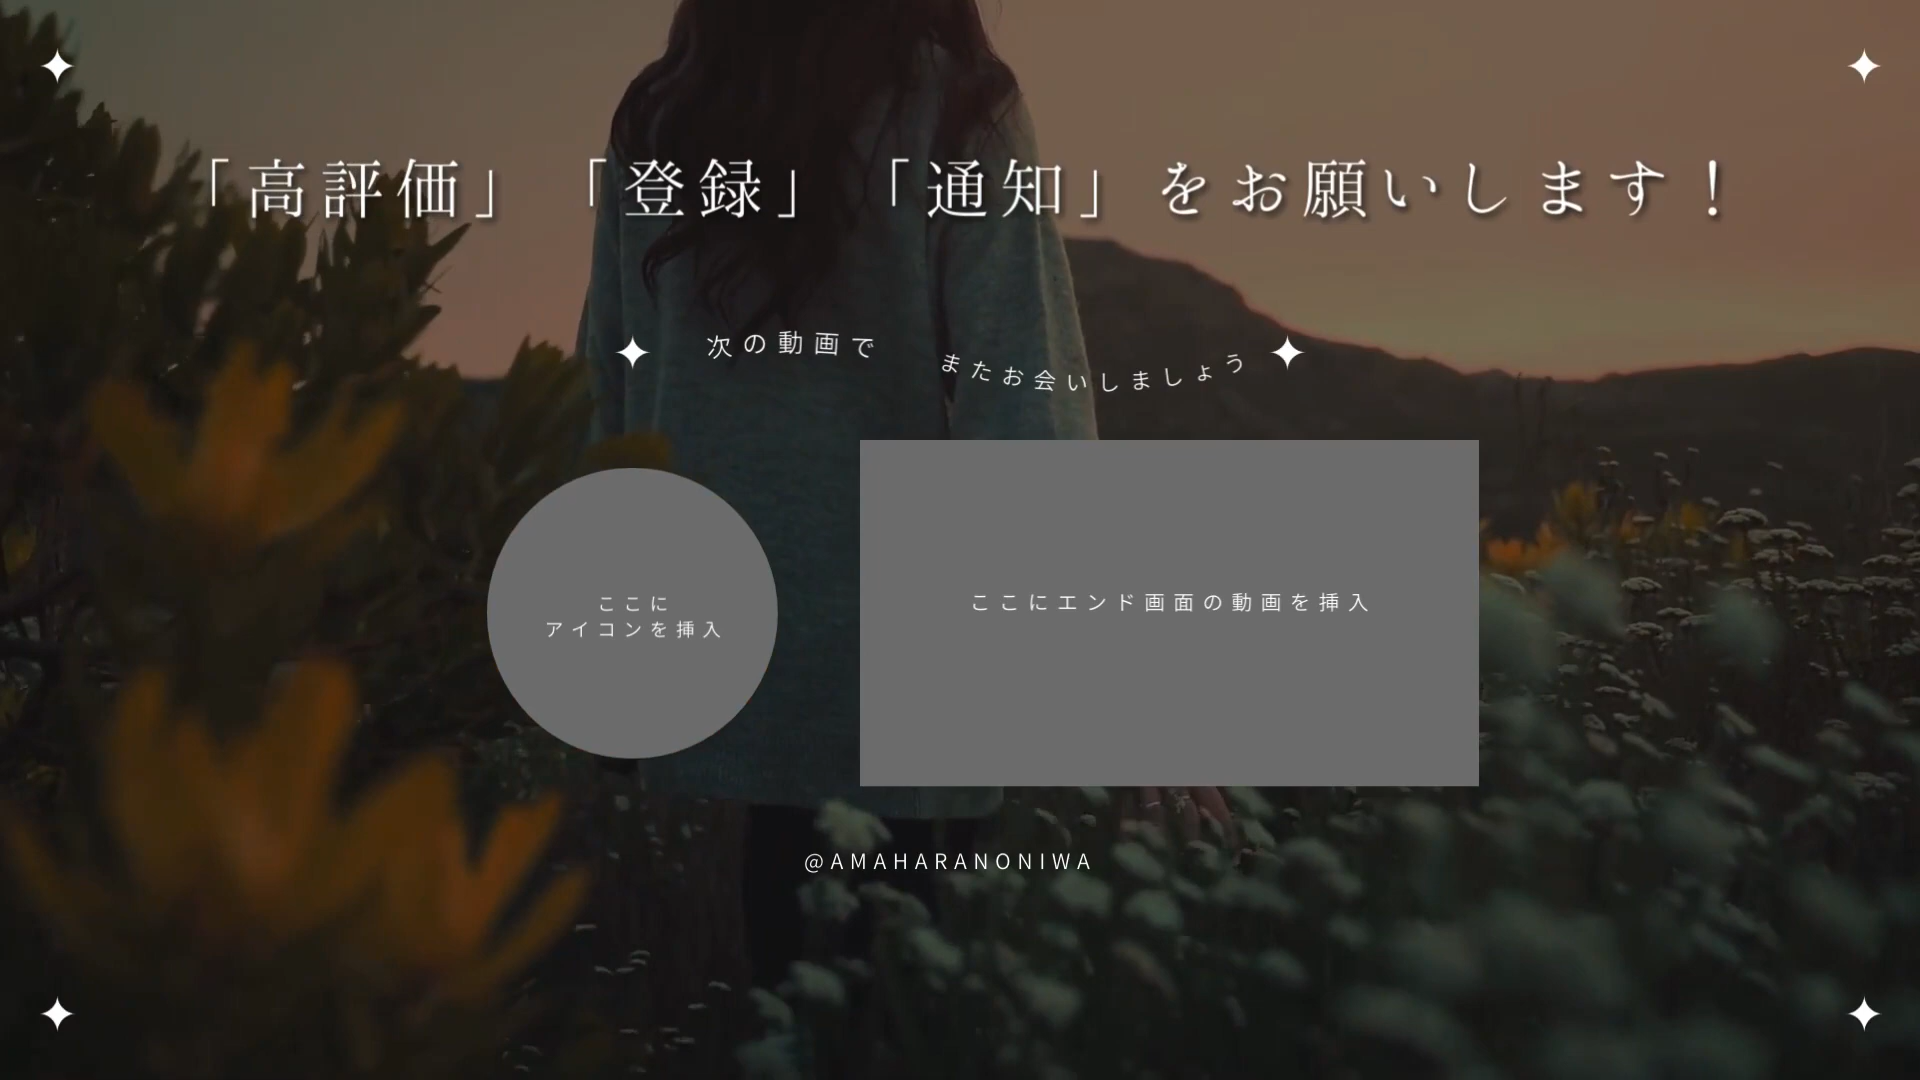 「高評価」「登録」「通知」をお願いします！
次の動画で またお会いしましょう
ここに
アイコンを挿入
ここにエンド画面の動画を挿入
@AMAHARANONIWA